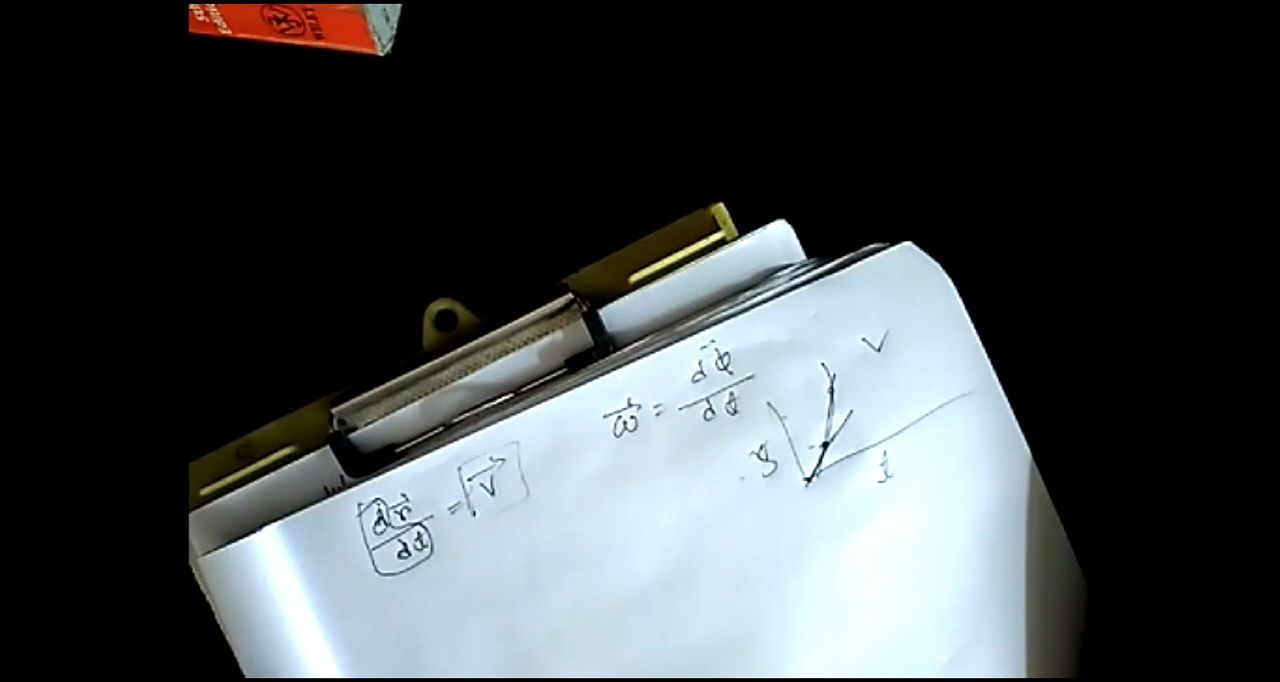 dr⃗/dt = v⃗
ω⃗ = dφ⃗/dt
v
y
t